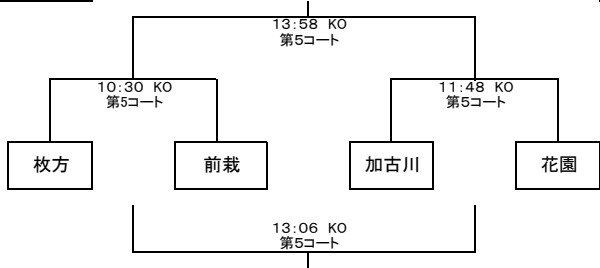 13:58 KO
第5コート
10:30 KO
第5コート
11:48 KO
第5コート
枚方
前栽
加古川
花園
13:06 KO
第5コート